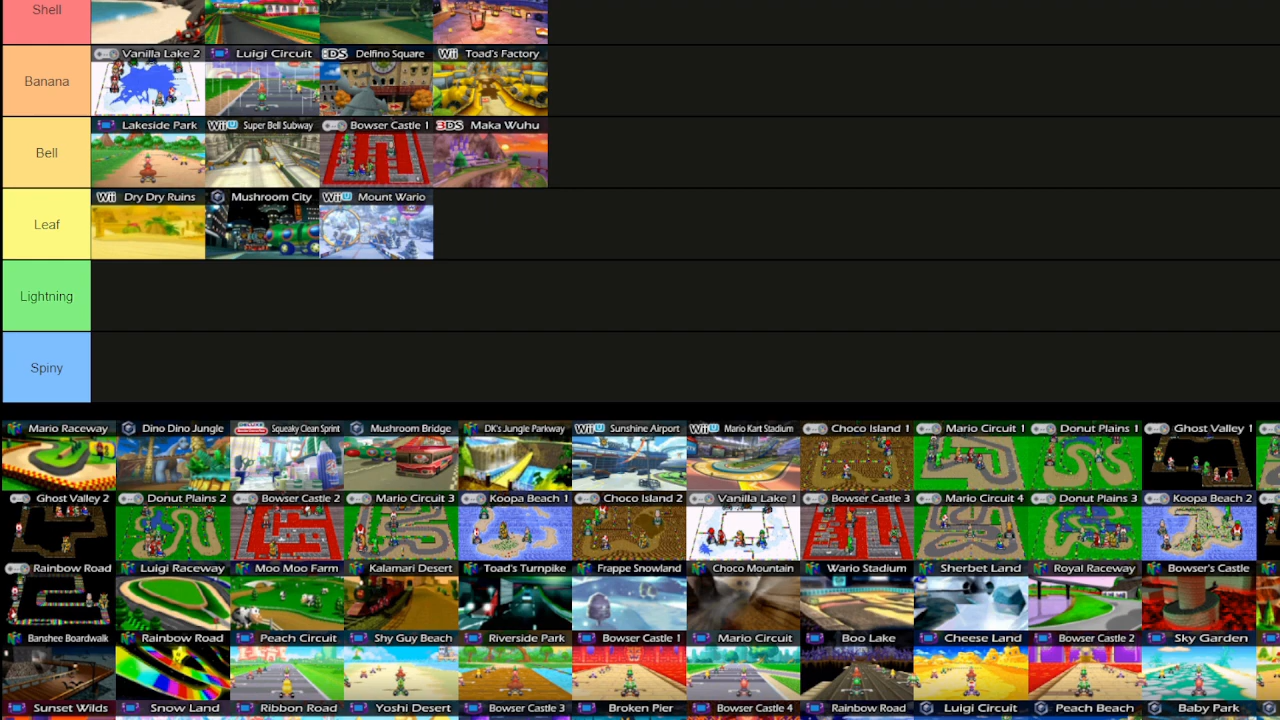 Shell
Banana
Vanilla Lake 2
Luigi Circuit
DS Delfino Square
Wii Toad's Factory
Bell
Lakeside Park
Wii U Super Bell Subway
Bowser Castle 1
3DS Maka Wuhu
Leaf
Wii Dry Dry Ruins
Mushroom City
Wii U Mount Wario
Lightning
Spiny
Mario Raceway
Dino Dino Jungle
Squeaky Clean Sprint
Mushroom Bridge
DK's Jungle Parkway
Wii U Sunshine Airport
Wii U Mario Kart Stadium
Choco Island 1
Mario Circuit 1
Donut Plains 1
Ghost Valley 1
Ghost Valley 2
Donut Plains 2
Bowser Castle 2
Mario Circuit 3
Koopa Beach 1
Choco Island 2
Vanilla Lake 1
Bowser Castle 3
Mario Circuit 4
Donut Plains 3
Koopa Beach 2
Rainbow Road
Luigi Raceway
Moo Moo Farm
Kalamari Desert
Toad's Turnpike
Frappe Snowland
Choco Mountain
Wario Stadium
Sherbet Land
Royal Raceway
Bowser's Castle
Banshee Boardwalk
Rainbow Road
Peach Circuit
Shy Guy Beach
Riverside Park
Bowser Castle 1
Mario Circuit
Boo Lake
Cheese Land
Bowser Castle 2
Sky Garden
Sunset Wilds
Snow Land
Ribbon Road
Yoshi Desert
Bowser Castle 3
Broken Pier
Bowser Castle 4
Rainbow Road
Luigi Circuit
Peach Beach
Baby Park